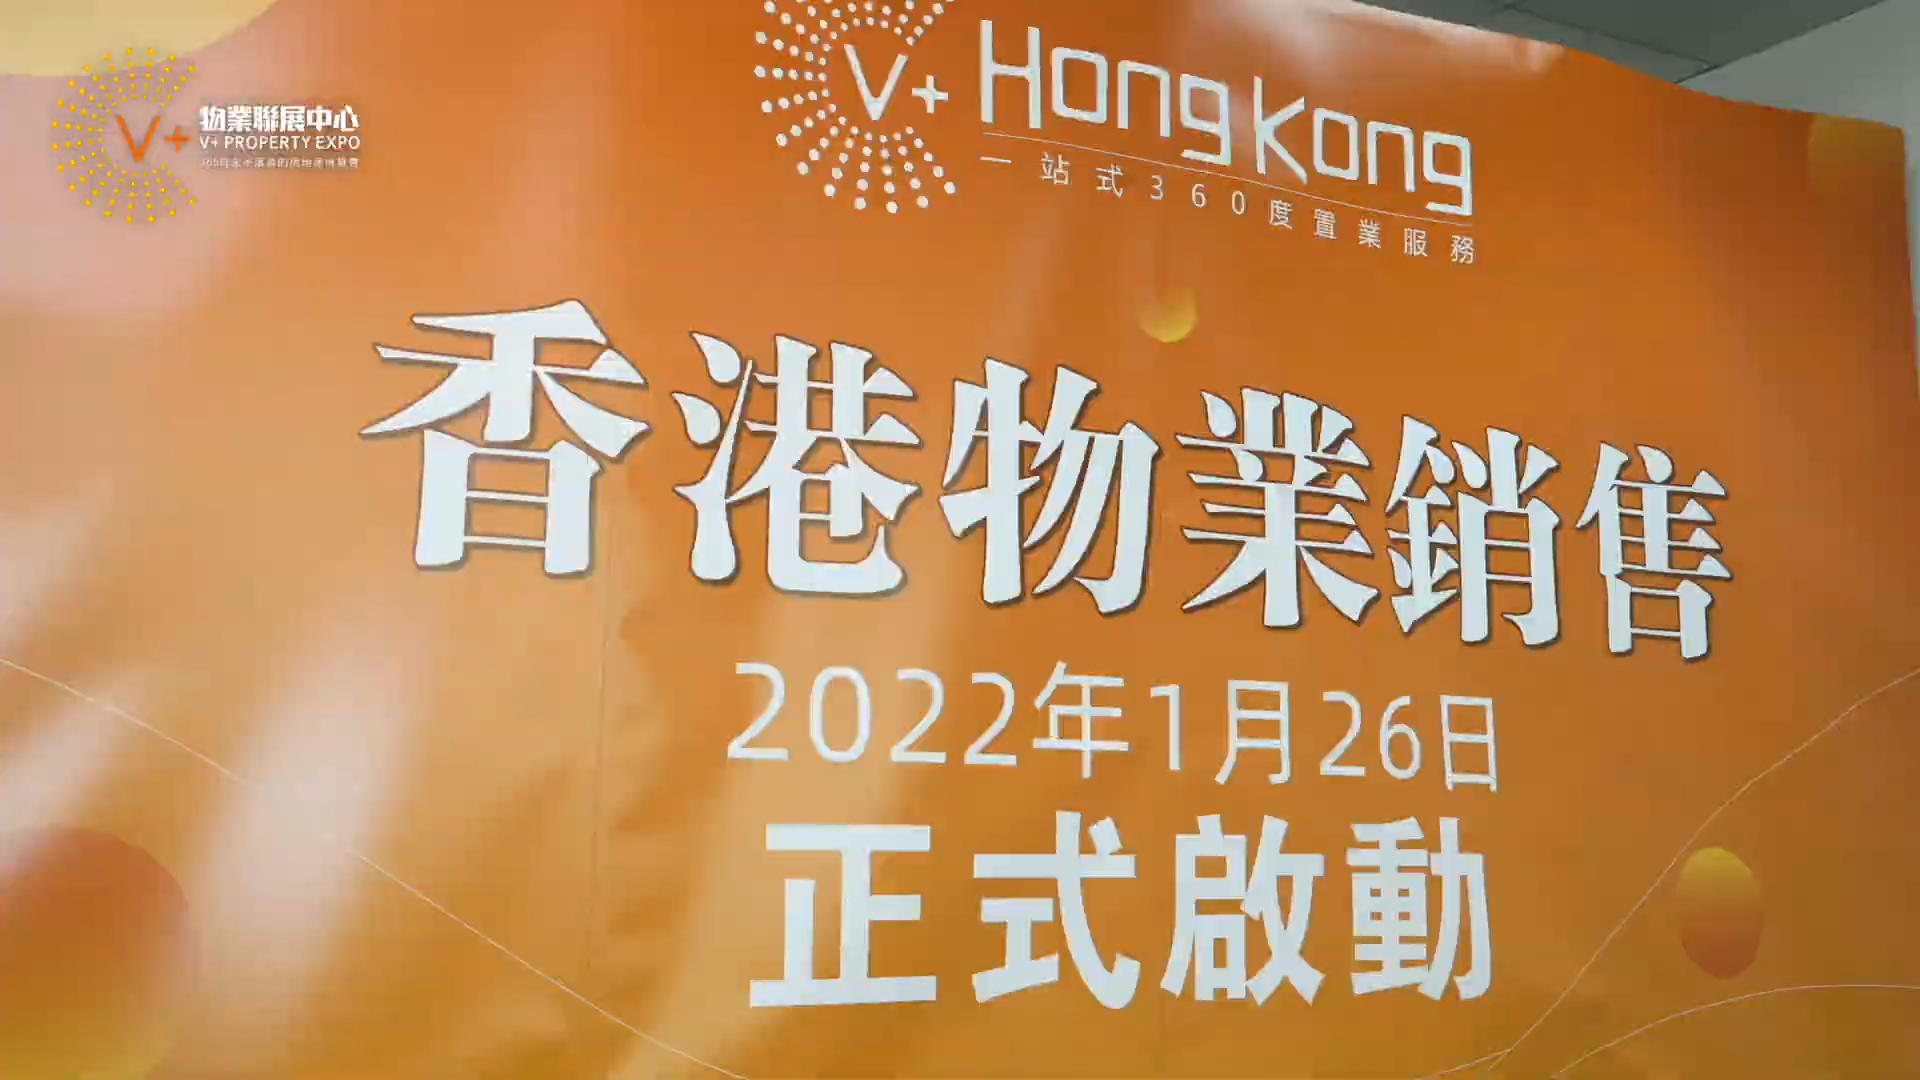 V+
物業聯展中心
V+ PROPERTY EXPO
V+ Hong Kong
一站式360度置業服務
香港物業銷售
2022年1月26日
正式啟動